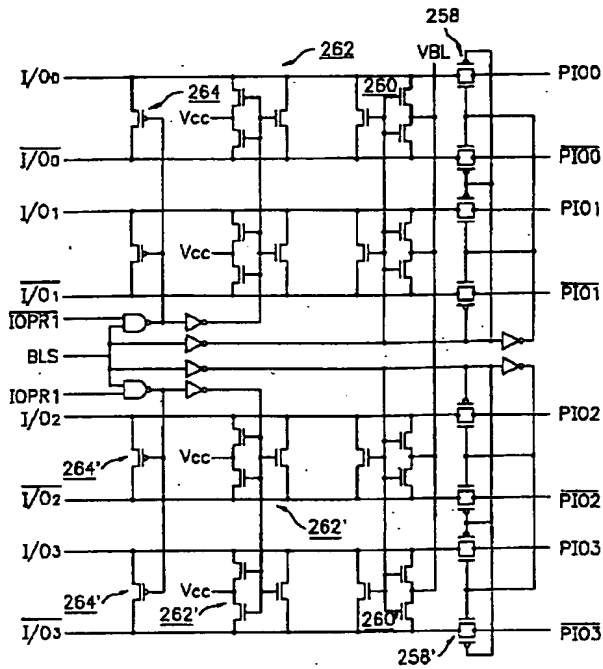 258
262
VBL
I/O0
PIO0
264
260
Vcc
I/O0
PIO0
I/O1
PIO1
Vcc
I/O1
PIO1
IOPR1
BLS
IOPR1
I/O2
PIO2
264'
Vcc
I/O2
PIO2
262'
I/O3
PIO3
264'
Vcc
262'
260'
I/O3
PIO3
258'